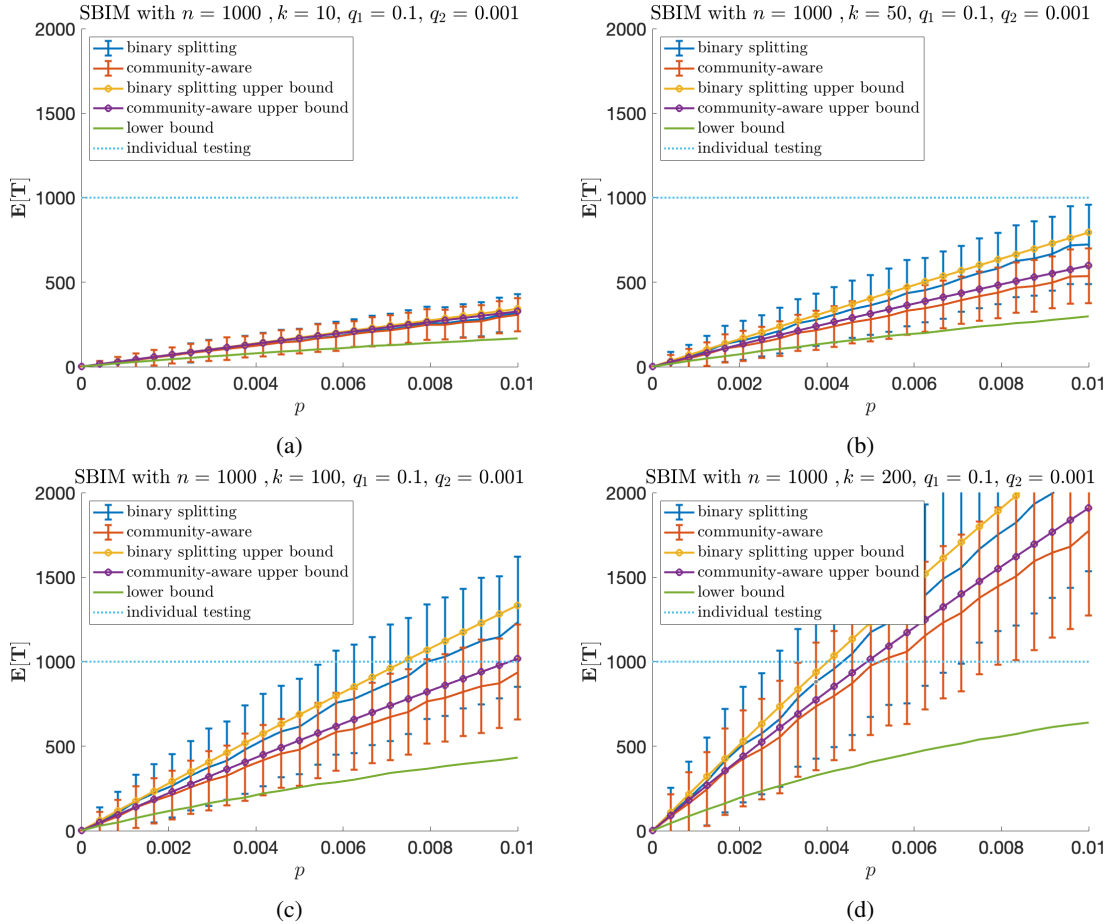 SBIM with n = 1000 , k = 10, q₁ = 0.1, q₂ = 0.001
2000
1500
1000
500
0
E[T]
binary splitting
community-aware
binary splitting upper bound
community-aware upper bound
lower bound
individual testing
0 0.002 0.004 0.006 0.008 0.01
p
(a)
SBIM with n = 1000 , k = 50, q₁ = 0.1, q₂ = 0.001
2000
1500
1000
500
0
E[T]
binary splitting
community-aware
binary splitting upper bound
community-aware upper bound
lower bound
individual testing
0 0.002 0.004 0.006 0.008 0.01
p
(b)
SBIM with n = 1000 , k = 100, q₁ = 0.1, q₂ = 0.001
2000
1500
1000
500
0
E[T]
binary splitting
community-aware
binary splitting upper bound
community-aware upper bound
lower bound
individual testing
0 0.002 0.004 0.006 0.008 0.01
p
(c)
SBIM with n = 1000 , k = 200, q₁ = 0.1, q₂ = 0.001
2000
1500
1000
500
0
E[T]
binary splitting
community-aware
binary splitting upper bound
community-aware upper bound
lower bound
individual testing
0 0.002 0.004 0.006 0.008 0.01
p
(d)